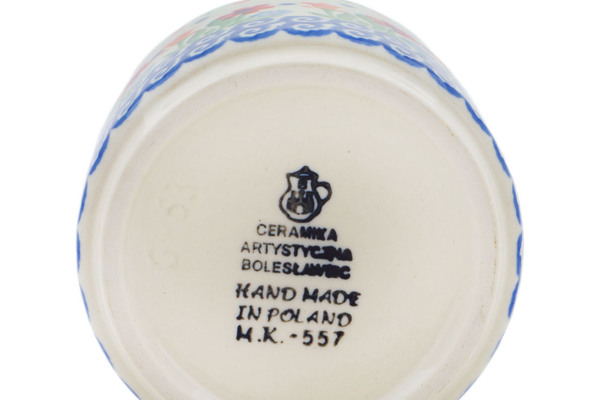 CERAMIKA
ARTYSTYCZNA
BOLESŁAWIEC
HAND MADE
IN POLAND
M.K. - 557